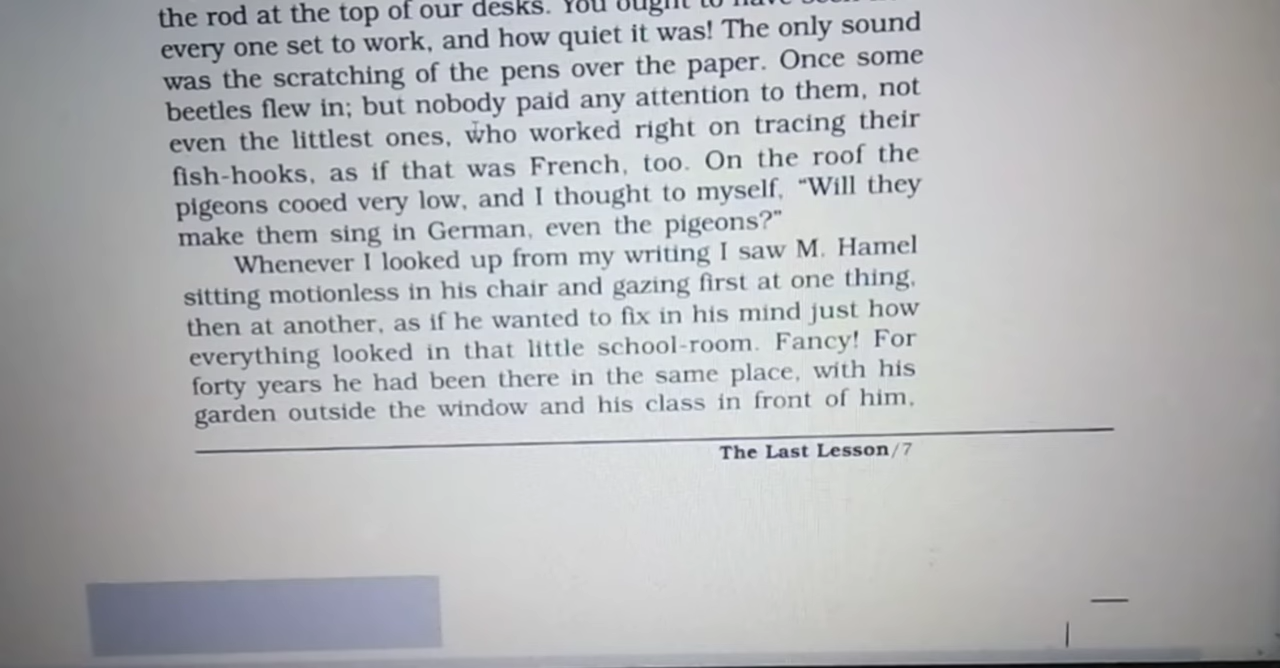 the rod at the top of our desks. You ought to have
every one set to work, and how quiet it was! The only sound
was the scratching of the pens over the paper. Once some
beetles flew in; but nobody paid any attention to them, not
even the littlest ones, who worked right on tracing their
fish-hooks, as if that was French, too. On the roof the
pigeons cooed very low, and I thought to myself, “Will they
make them sing in German, even the pigeons?”
Whenever I looked up from my writing I saw M. Hamel
sitting motionless in his chair and gazing first at one thing,
then at another, as if he wanted to fix in his mind just how
everything looked in that little school-room. Fancy! For
forty years he had been there in the same place, with his
garden outside the window and his class in front of him,
The Last Lesson/7